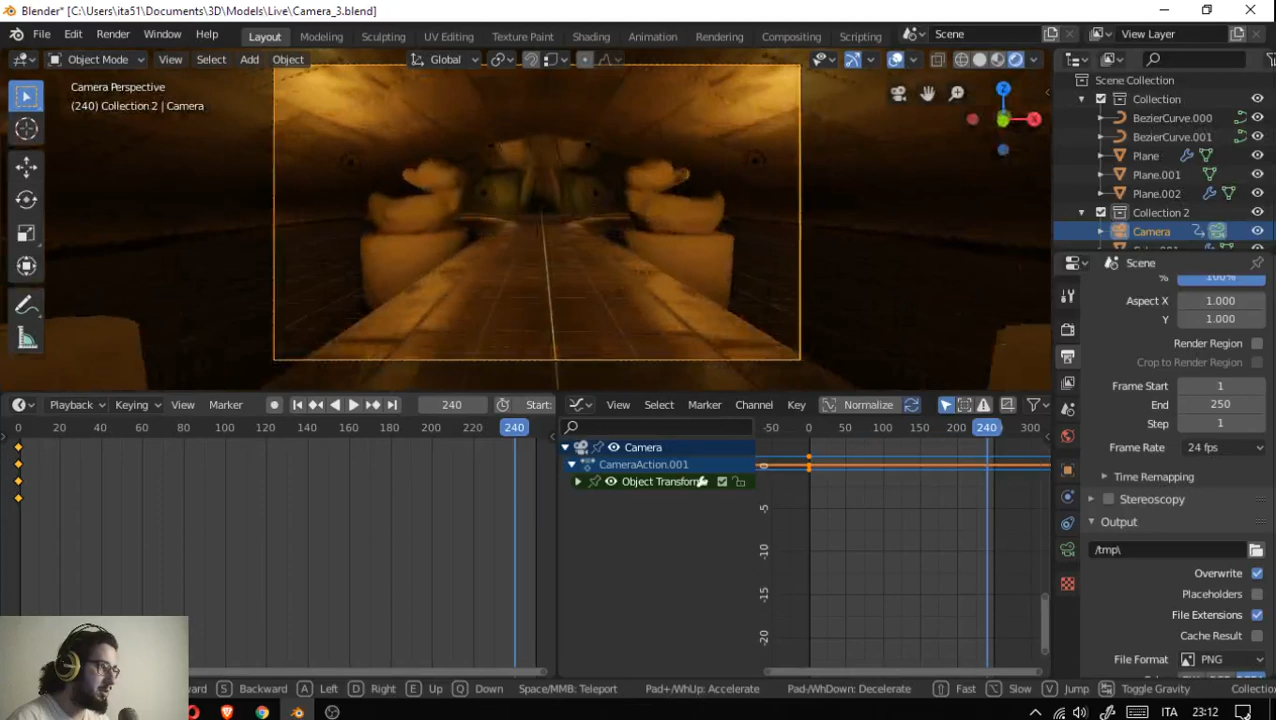 Blender* [C:\Users\ita51\Documents\3D\Models\Live\Camera_3.blend]
File Edit Render Window Help Layout Modeling Sculpting UV Editing Texture Paint Shading Animation Rendering Compositing Scripting Scene View Layer
Object Mode View Select Add Object Global
Camera Perspective
(240) Collection 2 | Camera
Z
X
Scene Collection
Collection
BezierCurve.000
BezierCurve.001
Plane
Plane.001
Plane.002
Collection 2
Camera
Scene
% 100%
Aspect X 1.000
Y 1.000
Render Region
Crop to Render Region
Frame Start 1
End 250
Step 1
Frame Rate 24 fps
Time Remapping
Stereoscopy
Output
/tmp\
Overwrite
Placeholders
File Extensions
Cache Result
File Format PNG
Playback Keying View Marker 240 Start:
0 20 40 60 80 100 120 140 160 180 200 220 240
View Select Marker Channel Key Normalize
-50 0 50 100 150 200 240 300
Camera
CameraAction.001
Object Transform
0
-5
-10
-15
-20
S Backward A Left D Right E Up Q Down Space/MMB: Teleport Pad+/WhUp: Accelerate Pad-/WhDown: Decelerate Fast Slow V Jump Toggle Gravity
ITA 23:12